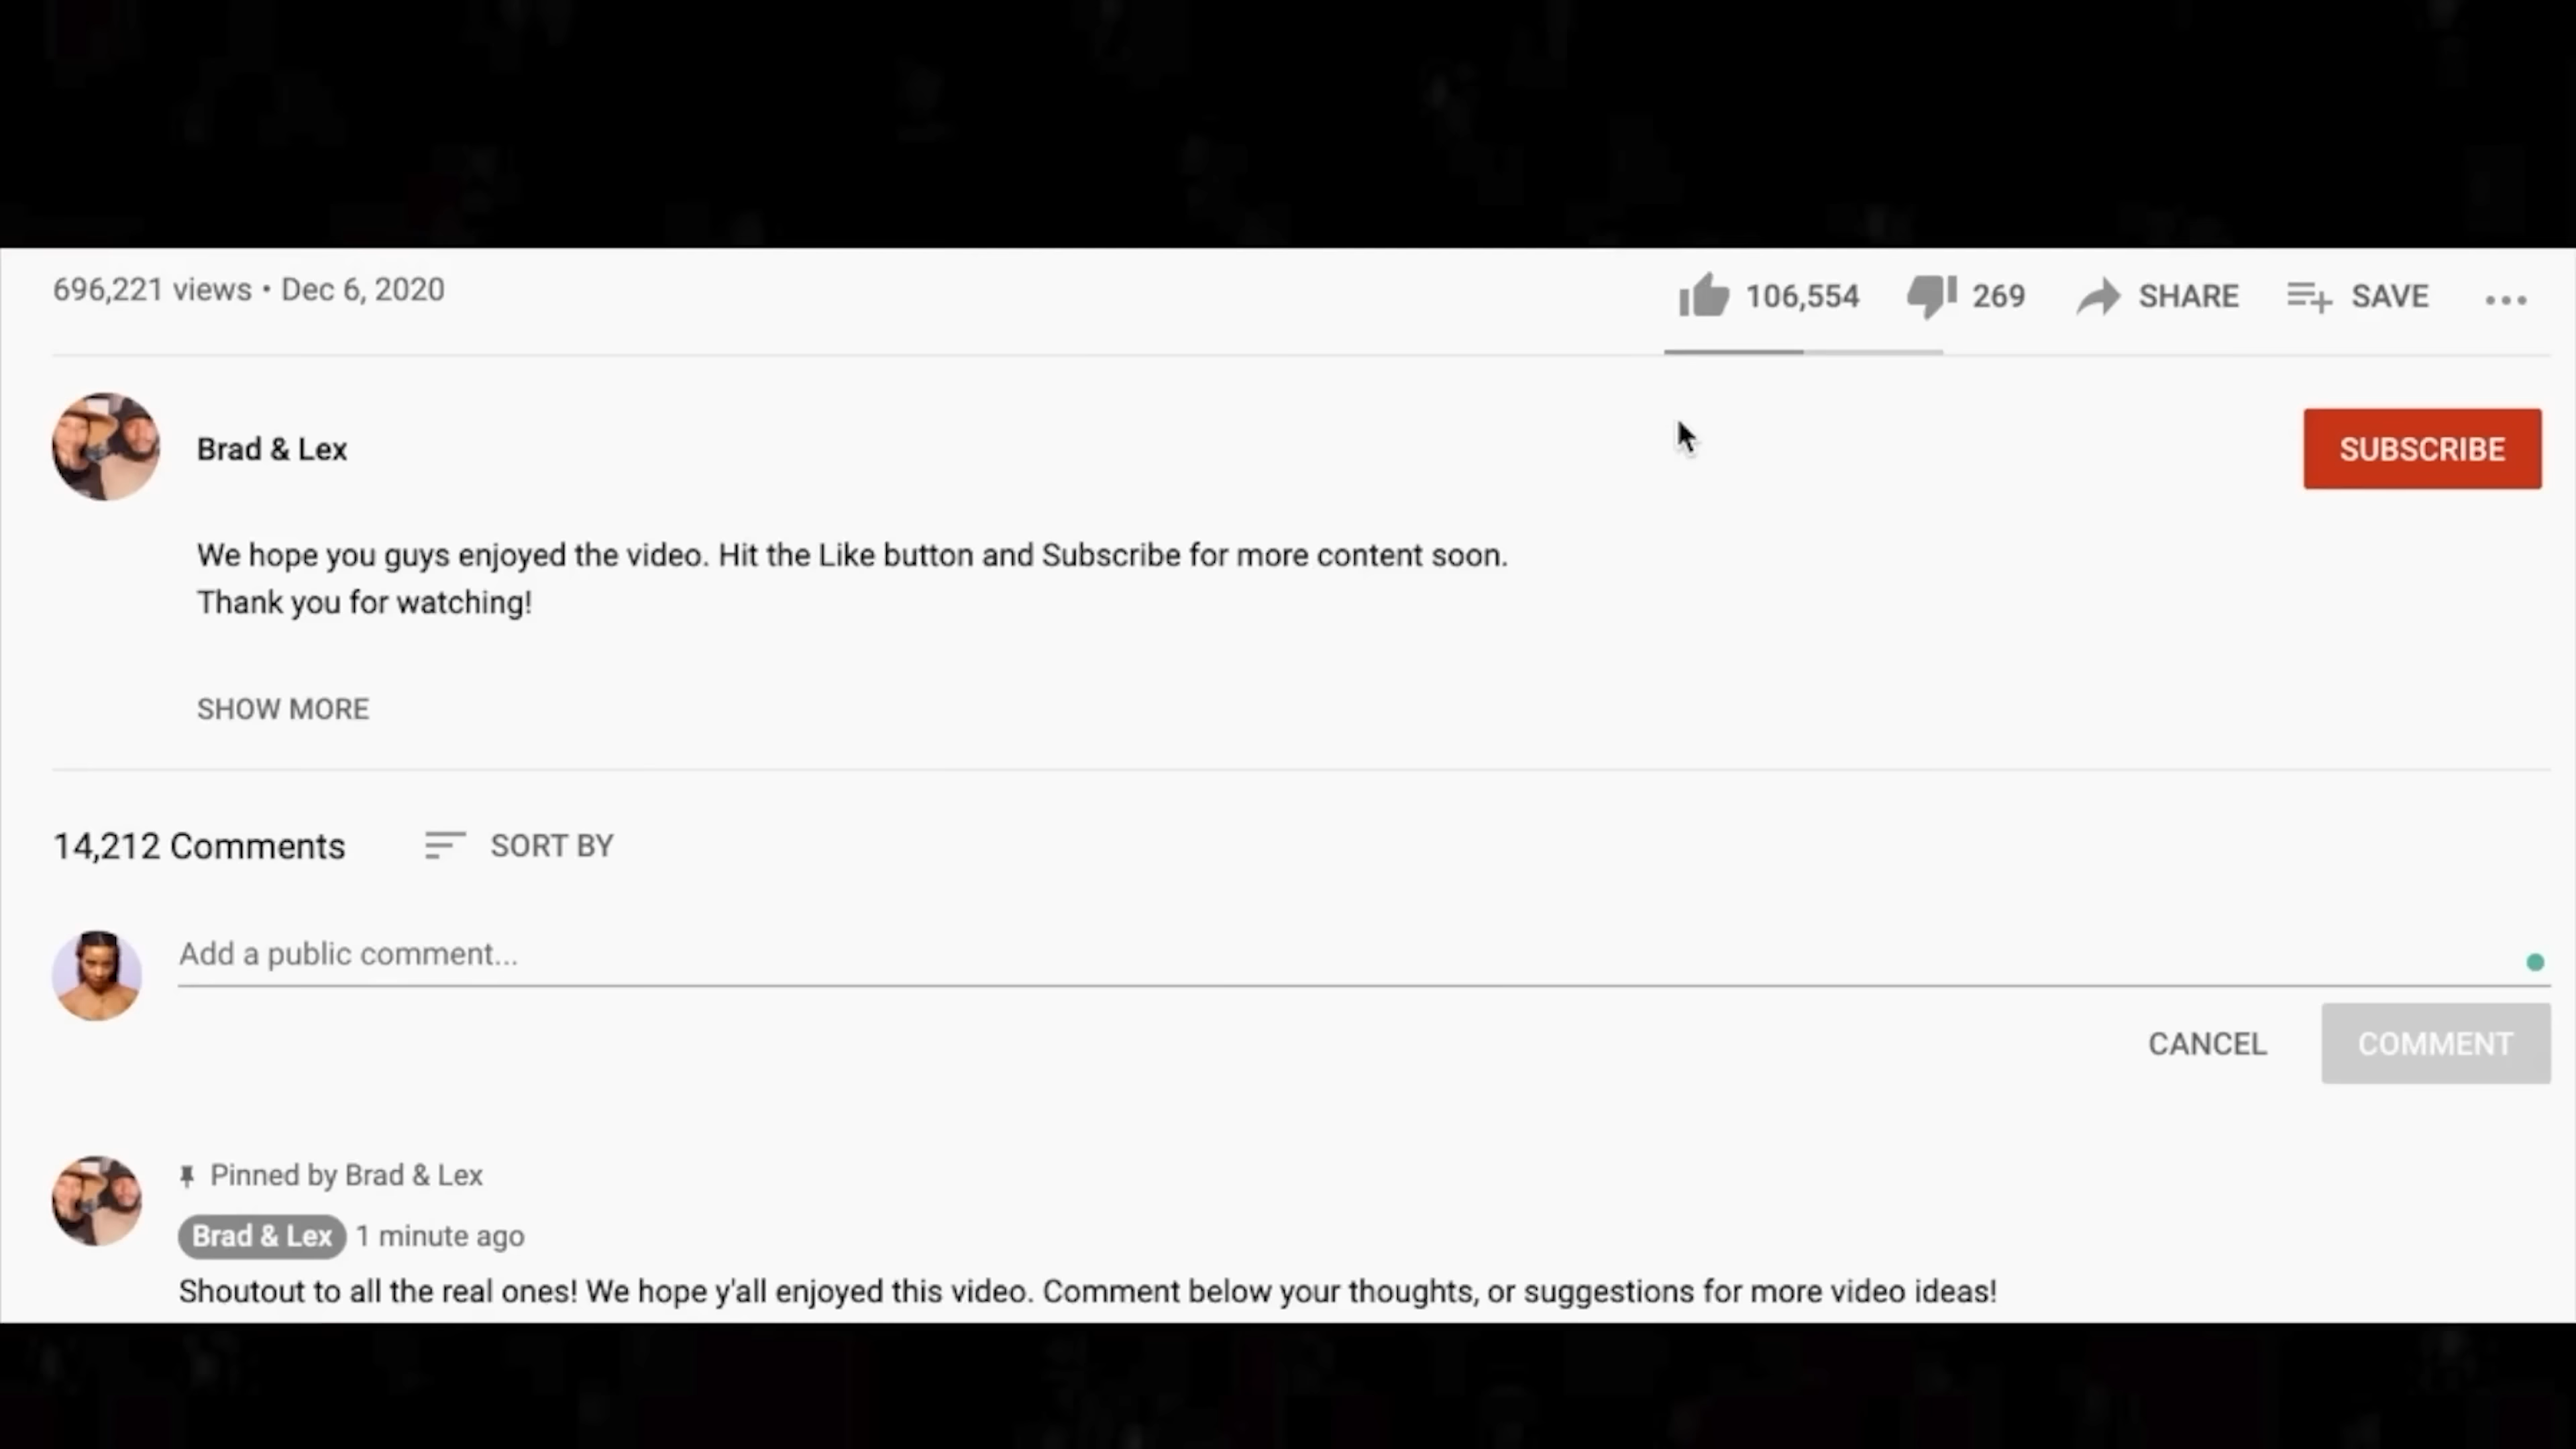 696,221 views • Dec 6, 2020
106,554
269
SHARE
SAVE
Brad & Lex
SUBSCRIBE
We hope you guys enjoyed the video. Hit the Like button and Subscribe for more content soon.
Thank you for watching!
SHOW MORE
14,212 Comments
SORT BY
Add a public comment...
CANCEL
COMMENT
Pinned by Brad & Lex
Brad & Lex 1 minute ago
Shoutout to all the real ones! We hope y'all enjoyed this video. Comment below your thoughts, or suggestions for more video ideas!